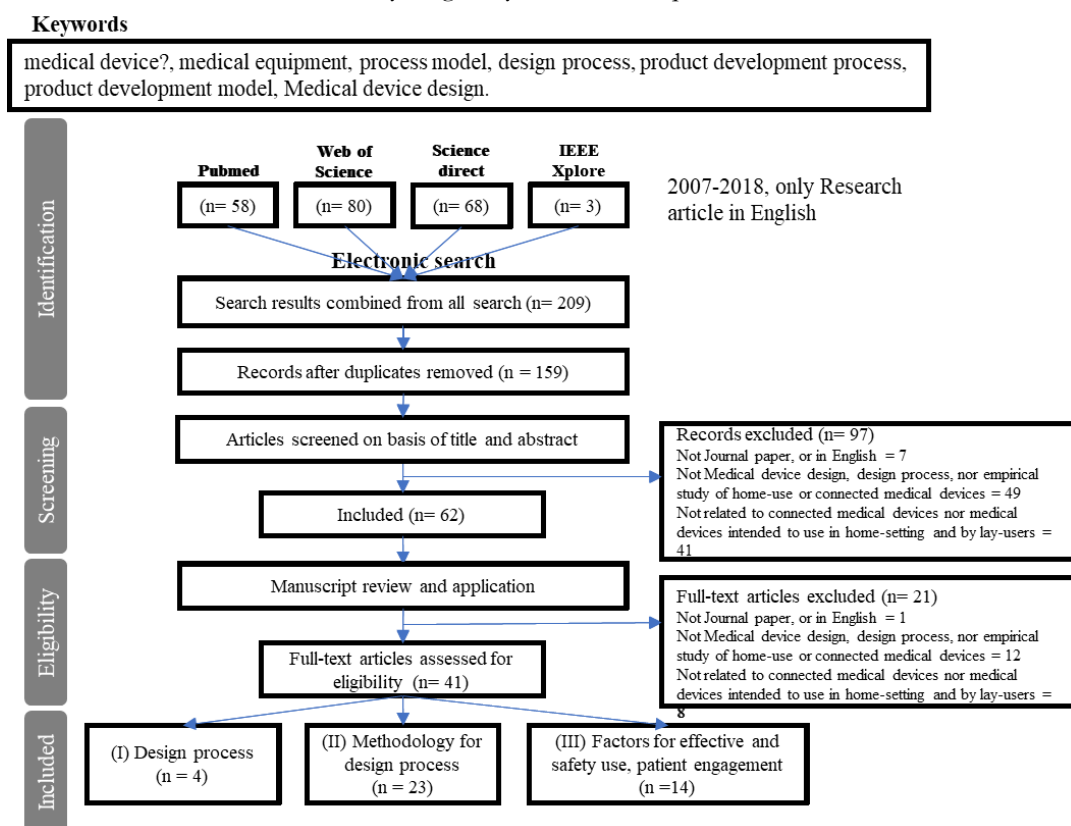 Keywords
medical device?, medical equipment, process model, design process, product development process,
product development model, Medical device design.
Identification
Pubmed
(n= 58)
Web of
Science
(n= 80)
Science
direct
(n= 68)
IEEE
Xplore
(n= 3)
2007-2018, only Research
article in English
Electronic search
Search results combined from all search (n= 209)
Records after duplicates removed (n = 159)
Screening
Articles screened on basis of title and abstract
Records excluded (n= 97)
Not Journal paper, or in English = 7
Not Medical device design, design process, nor empirical
study of home-use or connected medical devices = 49
Not related to connected medical devices nor medical
devices intended to use in home-setting and by lay-users =
41
Included (n= 62)
Eligibility
Manuscript review and application
Full-text articles excluded (n= 21)
Not Journal paper, or in English = 1
Not Medical device design, design process, nor empirical
study of home-use or connected medical devices = 12
Not related to connected medical devices nor medical
devices intended to use in home-setting and by lay-users =
8
Full-text articles assessed for
eligibility (n= 41)
Included
(I) Design process
(n = 4)
(II) Methodology for
design process
(n = 23)
(III) Factors for effective and
safety use, patient engagement
(n =14)